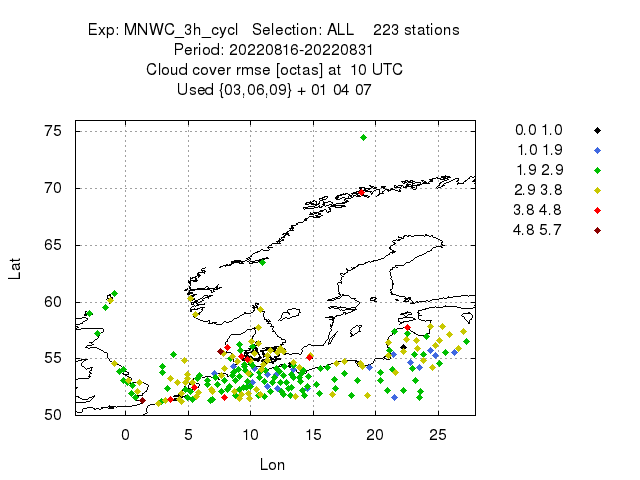 Exp: MNWC_3h_cycl Selection: ALL 223 stations
Period: 20220816-20220831
Cloud cover rmse [octas] at 10 UTC
Used {03,06,09} + 01 04 07
75
70
65
60
55
50
Lat
0 5 10 15 20 25
Lon
0.0 1.0
1.0 1.9
1.9 2.9
2.9 3.8
3.8 4.8
4.8 5.7